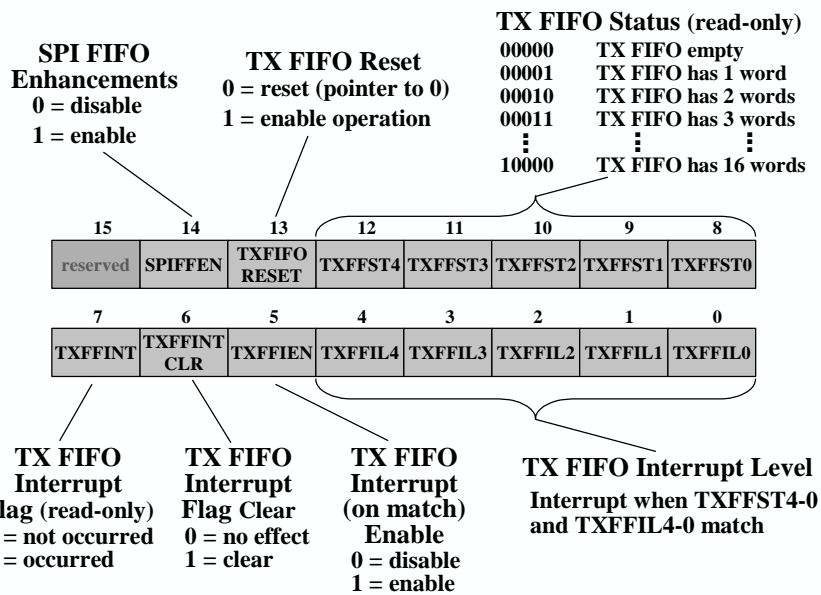 SPI FIFO
Enhancements
0 = disable
1 = enable
TX FIFO Reset
0 = reset (pointer to 0)
1 = enable operation
TX FIFO Status (read-only)
00000 TX FIFO empty
00001 TX FIFO has 1 word
00010 TX FIFO has 2 words
00011 TX FIFO has 3 words
10000 TX FIFO has 16 words
15 14 13 12 11 10 9 8
reserved SPIFFEN TXFIFO RESET TXFFST4 TXFFST3 TXFFST2 TXFFST1 TXFFST0
7 6 5 4 3 2 1 0
TXFFINT TXFFINT CLR TXFFIEN TXFFIL4 TXFFIL3 TXFFIL2 TXFFIL1 TXFFIL0
TX FIFO
Interrupt
lag (read-only)
= not occurred
= occurred
TX FIFO
Interrupt
Flag Clear
0 = no effect
1 = clear
TX FIFO
Interrupt
(on match)
Enable
0 = disable
1 = enable
TX FIFO Interrupt Level
Interrupt when TXFFST4-0
and TXFFIL4-0 match